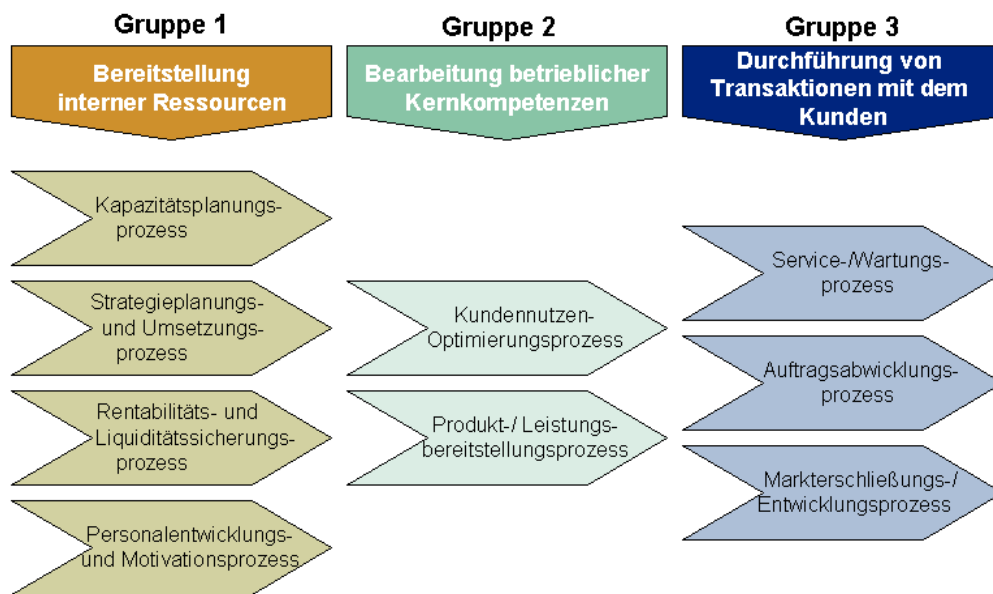 Gruppe 1
Bereitstellung
interner Ressourcen
Kapazitätsplanungs-
prozess
Strategieplanungs-
und Umsetzungs-
prozess
Rentabilitäts- und
Liquiditätssicherungs-
prozess
Personalentwicklungs-
und Motivationsprozess
Gruppe 2
Bearbeitung betrieblicher
Kernkompetenzen
Kundennutzen-
Optimierungsprozess
Produkt-/ Leistungs-
bereitstellungsprozess
Gruppe 3
Durchführung von
Transaktionen mit dem
Kunden
Service-/Wartungs-
prozess
Auftragsabwicklungs-
prozess
Markterschließungs-/
Entwicklungsprozess